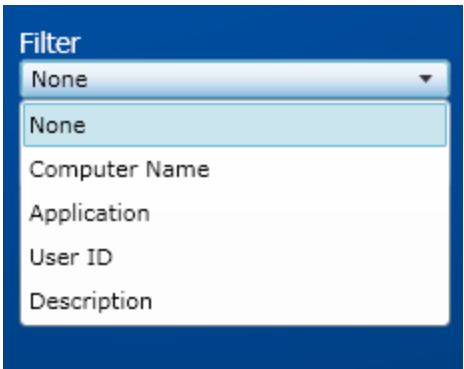 Filter
None
None
Computer Name
Application
User ID
Description